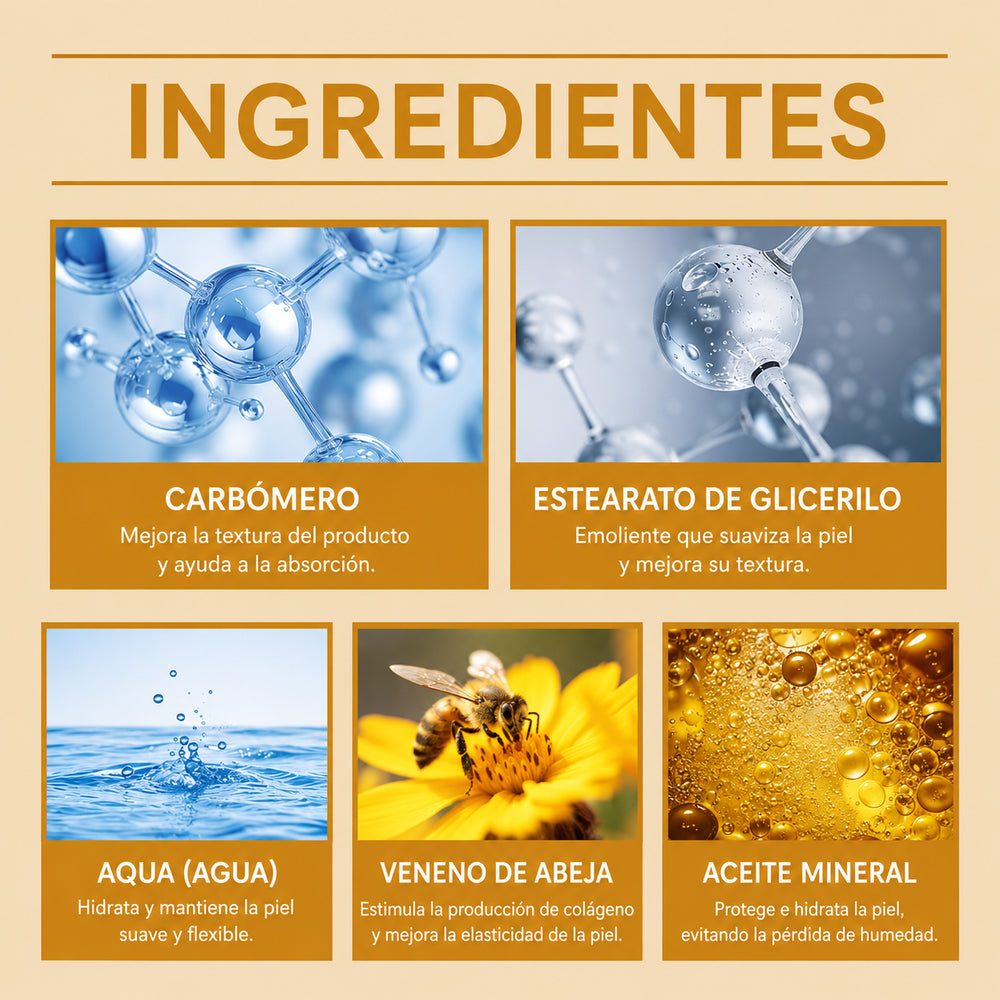 INGREDIENTES
CARBÓMERO
Mejora la textura del producto
y ayuda a la absorción.
ESTEARATO DE GLICERILO
Emoliente que suaviza la piel
y mejora su textura.
AQUA (AGUA)
Hidrata y mantiene la piel
suave y flexible.
VENENO DE ABEJA
Estimula la producción de colágeno
y mejora la elasticidad de la piel.
ACEITE MINERAL
Protege e hidrata la piel,
evitando la pérdida de humedad.